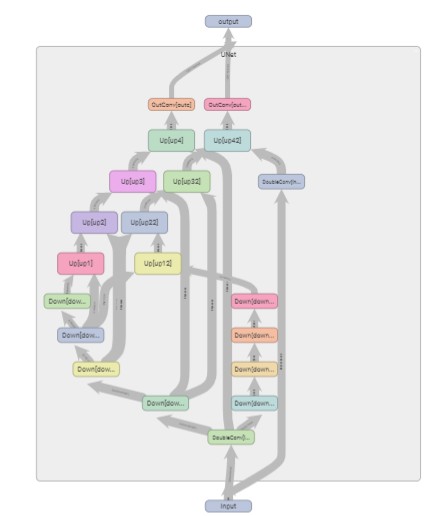 output
UNet
OutConv[outc]
OutConv[out...
Up[up4]
Up[up42]
Up[up3]
Up[up32]
DoubleConv[in...
Up[up2]
Up[up22]
Up[up1]
Up[up12]
Down[dow...
Down[down...
Down[dow...
Down[down...
Down[dow...
Down[down...
Down[dow...
Down[down...
DoubleConv[i...
input